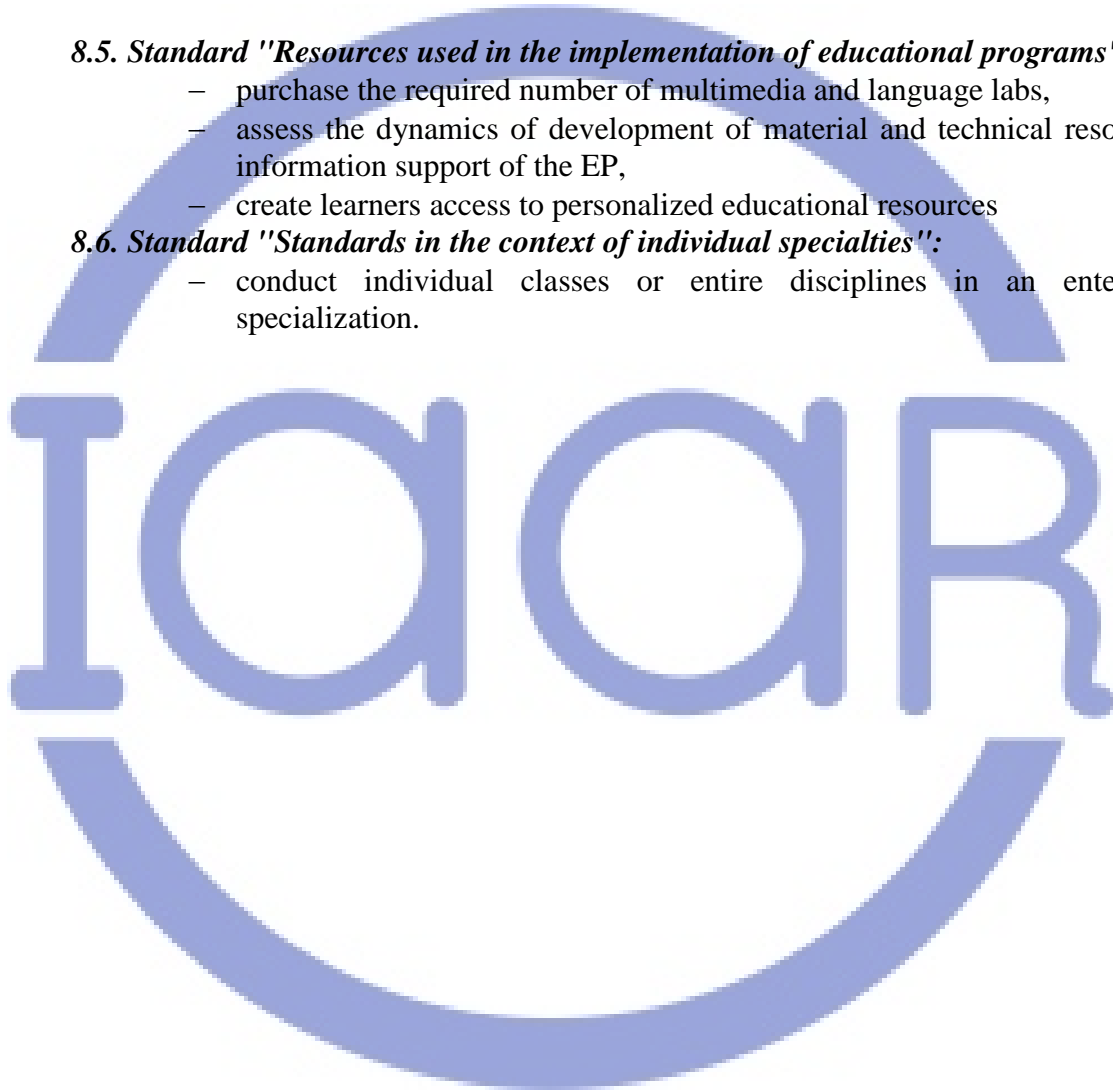 8.5. Standard "Resources used in the implementation of educational programs"
– purchase the required number of multimedia and language labs,
– assess the dynamics of development of material and technical
information support of the EP,
– create learners access to personalized educational resources
8.6. Standard "Standards in the context of individual specialties":
– conduct individual classes or entire disciplines in an
specialization.
IaaR